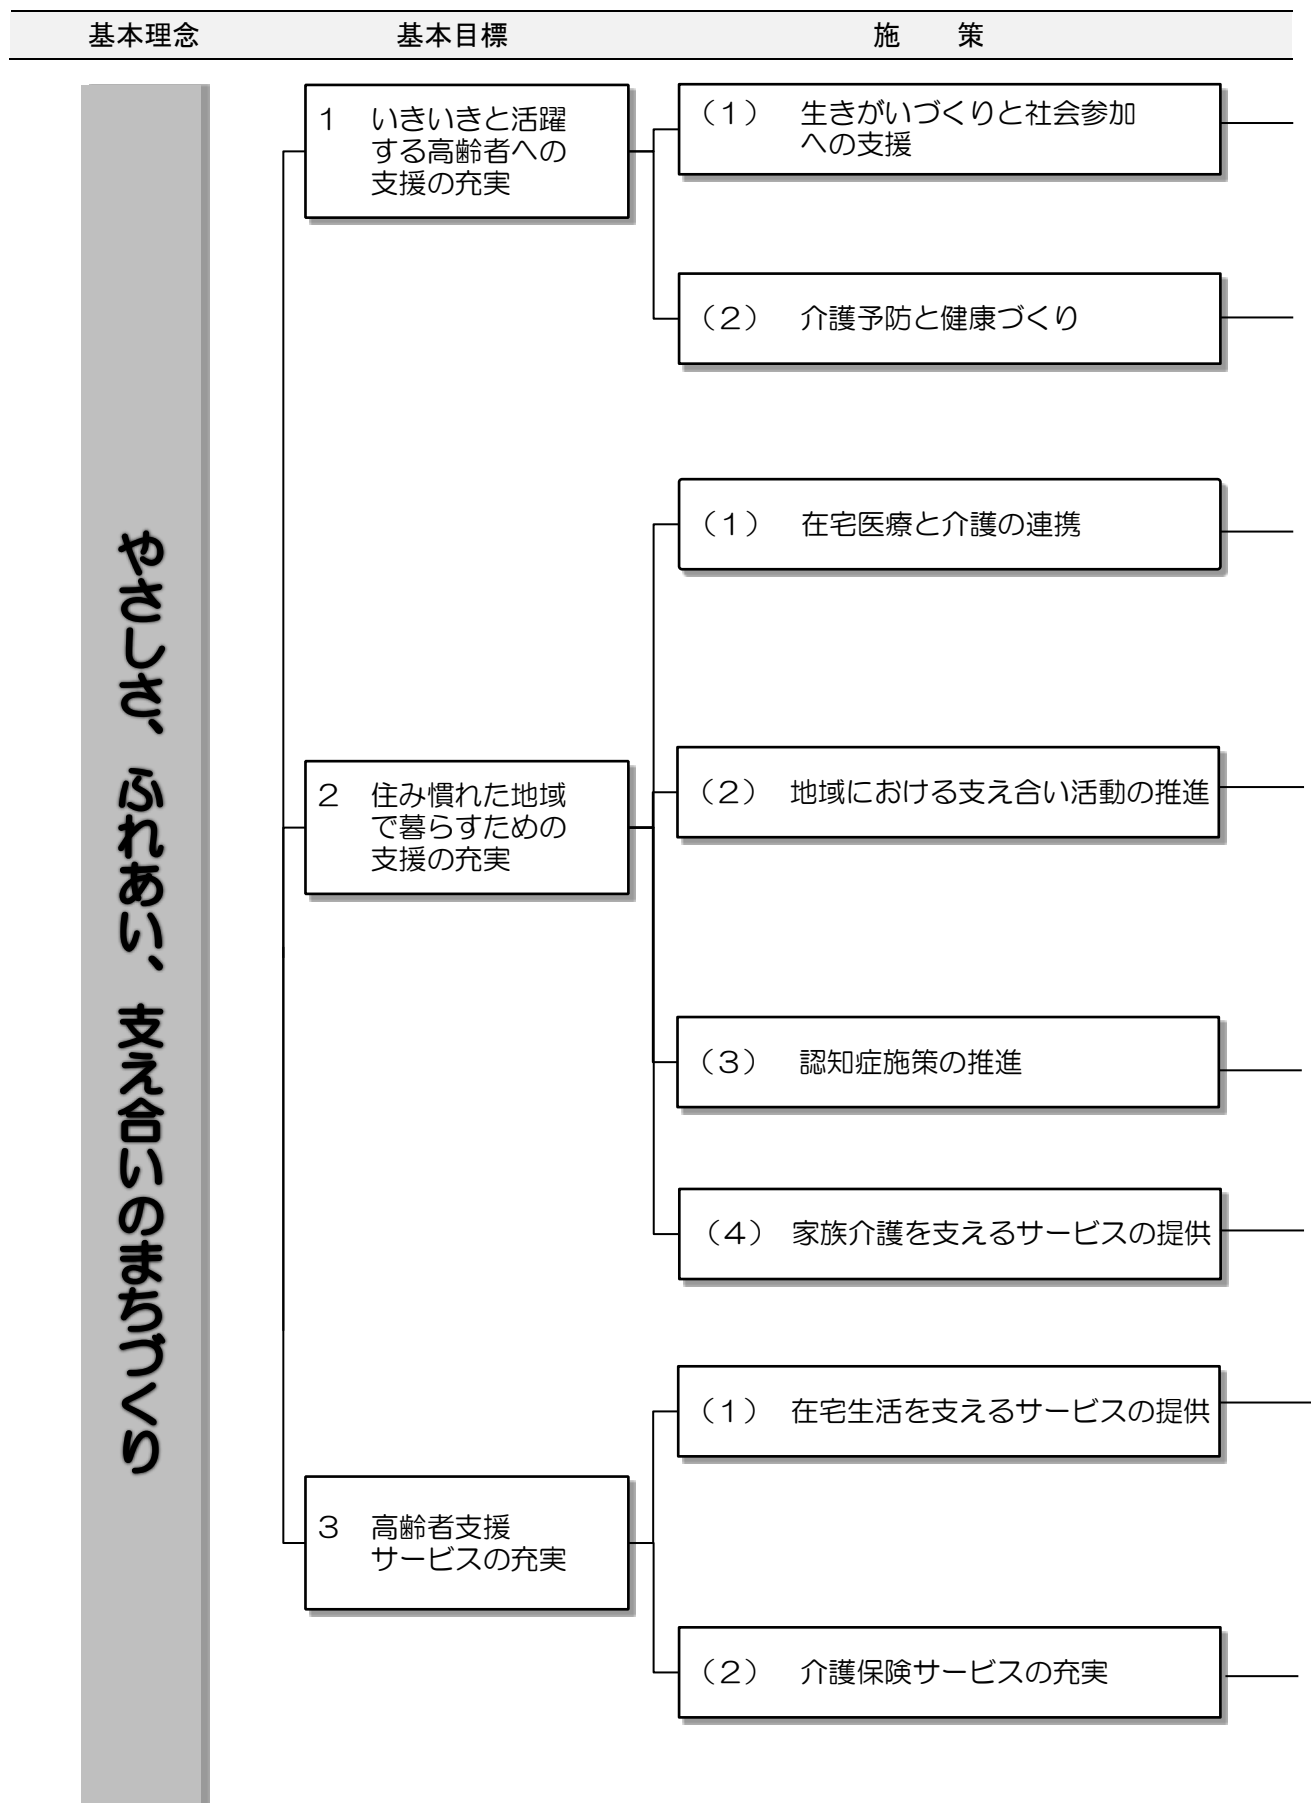 基本理念 基本目標 施 策
やさしさ、ふれあい、支え合いのまちづくり
1 いきいきと活躍
する高齢者への
支援の充実
(1) 生きがいづくりと社会参加
への支援
(2) 介護予防と健康づくり
2 住み慣れた地域
で暮らすための
支援の充実
(1) 在宅医療と介護の連携
(2) 地域における支え合い活動の推進
(3) 認知症施策の推進
(4) 家族介護を支えるサービスの提供
3 高齢者支援
サービスの充実
(1) 在宅生活を支えるサービスの提供
(2) 介護保険サービスの充実